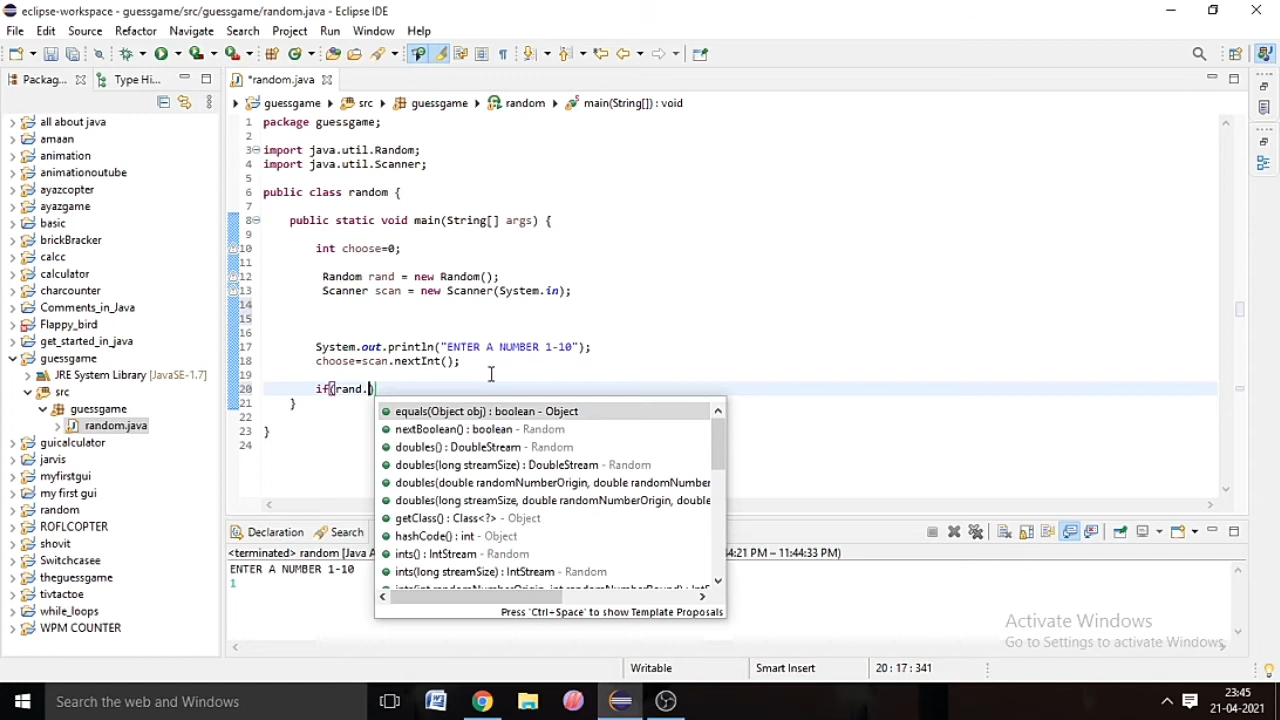 eclipse-workspace - guessgame/src/guessgame/random.java - Eclipse IDE
File Edit Source Refactor Navigate Search Project Run Window Help
Packag... Type Hi...
*random.java
guessgame src guessgame random main(String[]) : void
all about java
amaan
animation
animationoutube
ayazcopter
ayazgame
basic
brickBracker
calcc
calculator
charcounter
Comments_in_Java
Flappy_bird
get_started_in_java
guessgame
JRE System Library [JavaSE-1.7]
src
guessgame
random.java
guicalculator
jarvis
myfirstgui
my first gui
random
ROFLCOPTER
shovit
Switchcasee
theguessgame
tivtactoe
while_loops
WPM COUNTER
1 package guessgame;
2
3 import java.util.Random;
4 import java.util.Scanner;
5
6 public class random {
7
8 public static void main(String[] args) {
9
10 int choose=0;
11
12 Random rand = new Random();
13 Scanner scan = new Scanner(System.in);
14
15
16
17 System.out.println("ENTER A NUMBER 1-10");
18 choose=scan.nextInt();
19
20 if(rand.)
21 }
22
23 }
24
equals(Object obj) : boolean - Object
nextBoolean() : boolean - Random
doubles() : DoubleStream - Random
doubles(long streamSize) : DoubleStream - Random
doubles(double randomNumberOrigin, double randomNumber
doubles(long streamSize, double randomNumberOrigin, double
getClass() : Class<?> - Object
hashCode() : int - Object
ints() : IntStream - Random
ints(long streamSize) : IntStream - Random
ints(int randomNumberOrigin, int randomNumberBound) : IntS
Press 'Ctrl+Space' to show Template Proposals
Declaration Search
<terminated> random [Java A
44:21 PM – 11:44:33 PM)
ENTER A NUMBER 1-10
1
Activate Windows
Go to Settings to activate Windows.
Writable Smart Insert 20 : 17 : 341
Search the web and Windows
23:45
21-04-2021